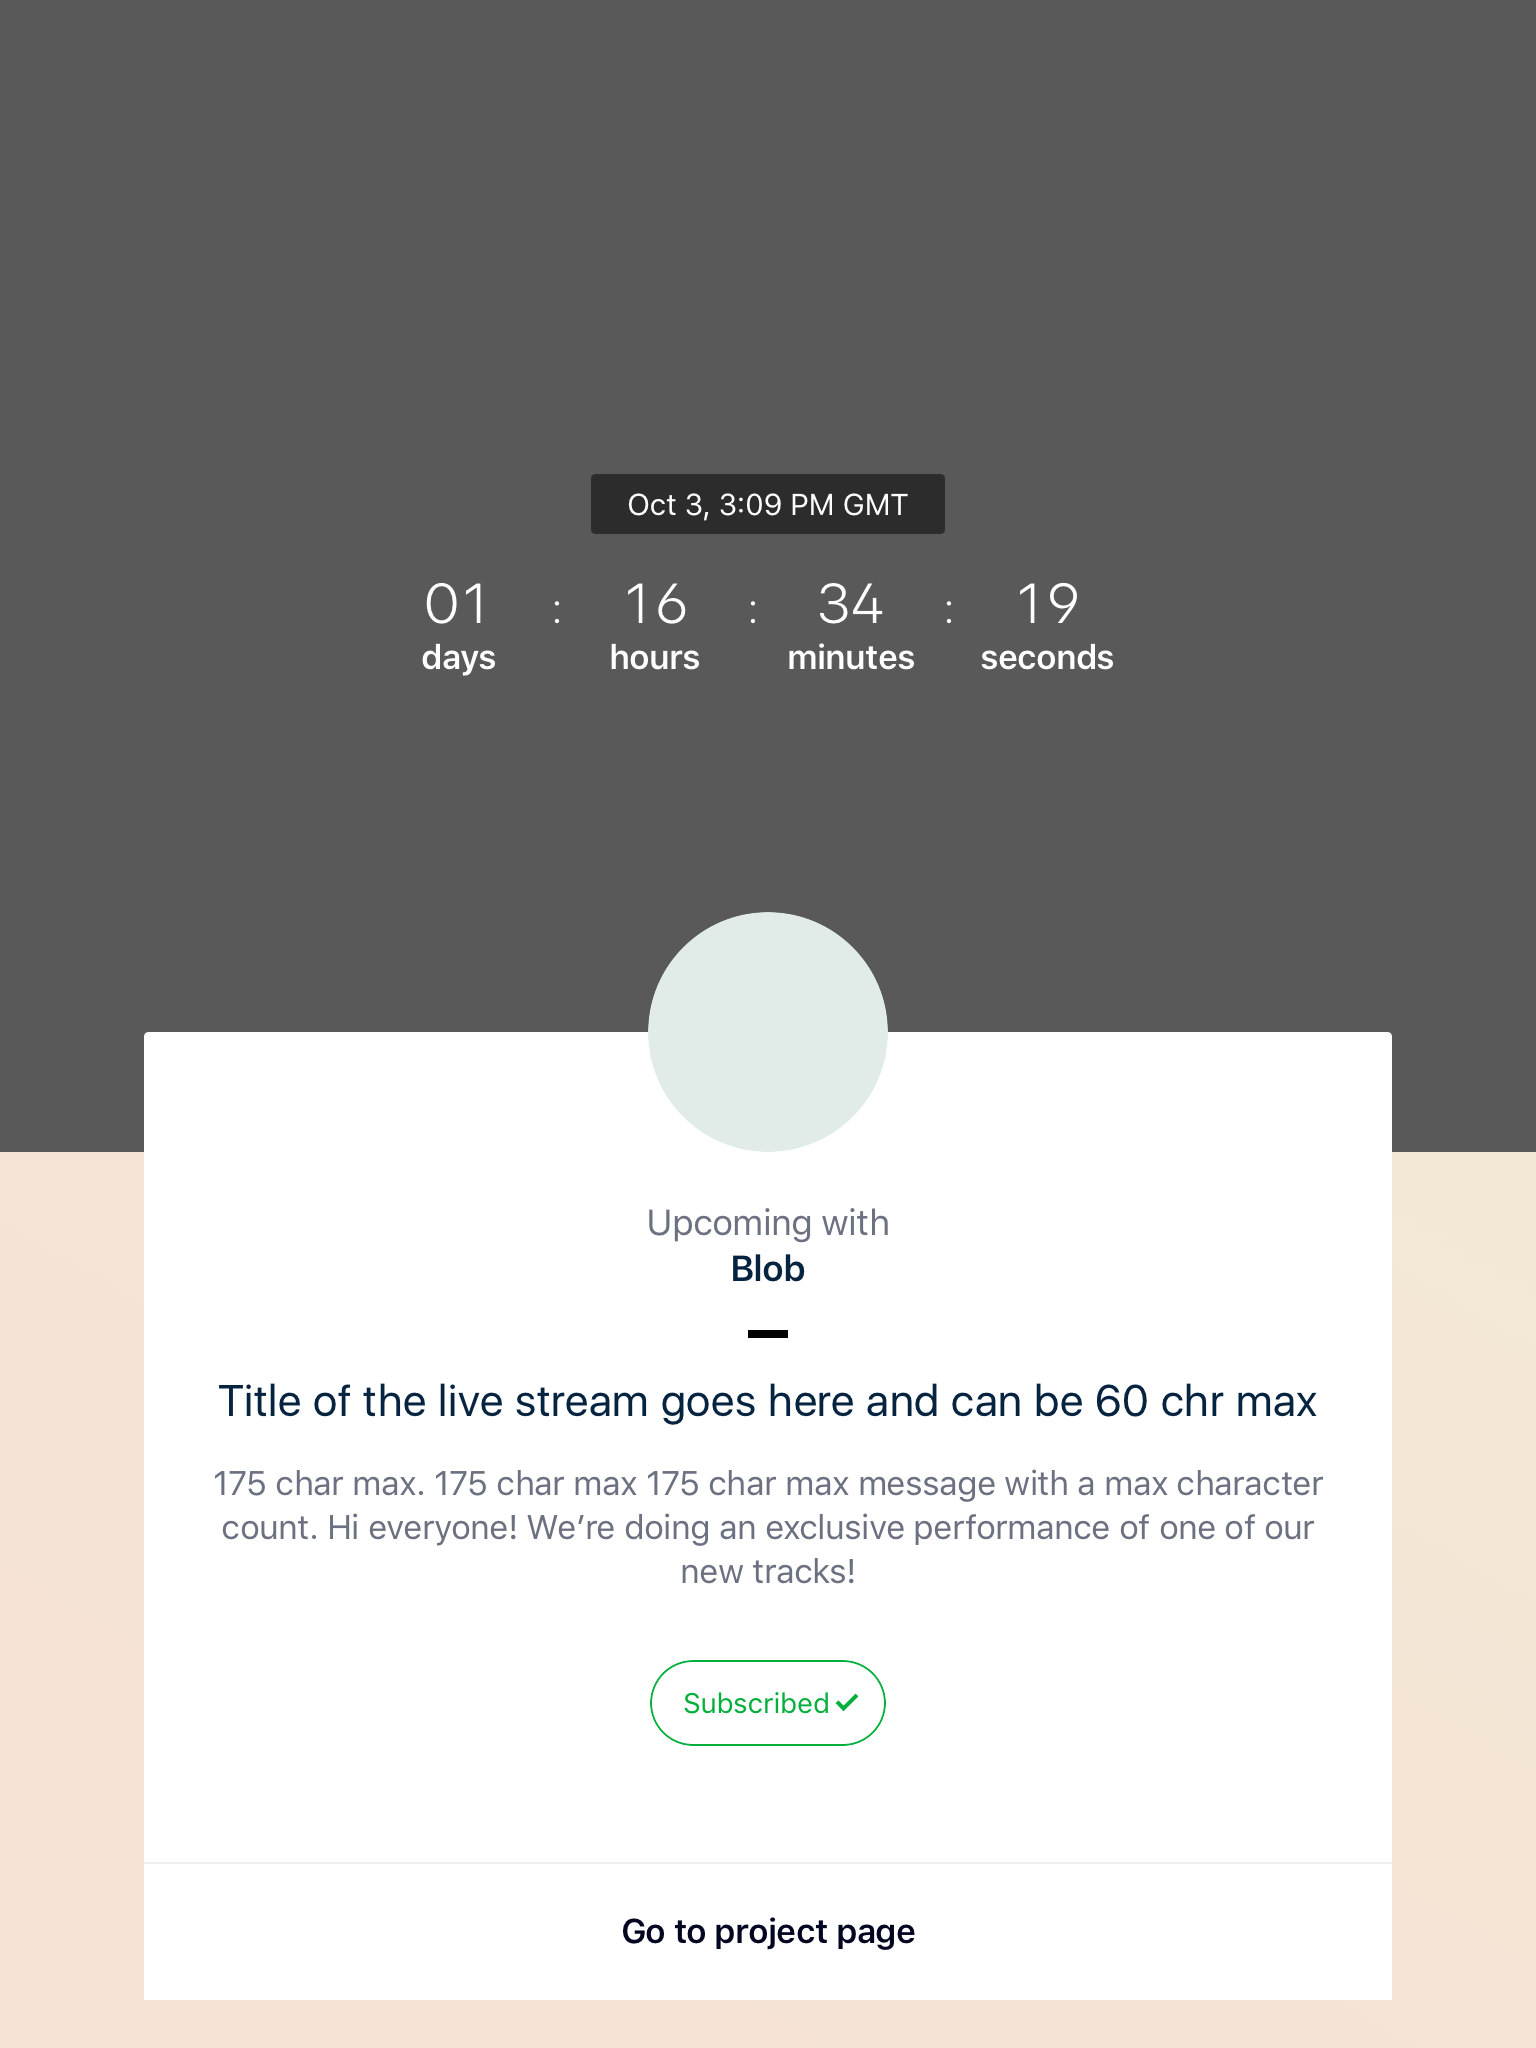 Oct 3, 3:09 PM GMT
01 : 16 : 34 : 19
days hours minutes seconds
Upcoming with
Blob
Title of the live stream goes here and can be 60 chr max
175 char max. 175 char max 175 char max message with a max character
count. Hi everyone! We’re doing an exclusive performance of one of our
new tracks!
Subscribed
Go to project page